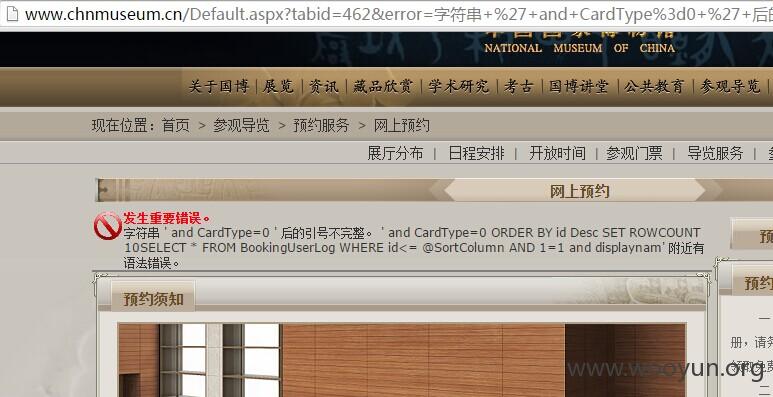 www.chnmuseum.cn/Default.aspx?tabid=462&error=字符串+%27+and+CardType%3d0+%27+后的
NATIONAL MUSEUM OF CHINA
关于国博 | 展览 | 资讯 | 藏品欣赏 | 学术研究 | 考古 | 国博讲堂 | 公共教育 | 参观导览 |
现在位置：首页 > 参观导览 > 预约服务 > 网上预约
展厅分布 | 日程安排 | 开放时间 | 参观门票 | 导览服务 |
网上预约
发生重要错误。
字符串 ' and CardType=0 ' 后的引号不完整。 ' and CardType=0 ORDER BY id Desc SET ROWCOUNT
10SELECT * FROM BookingUserLog WHERE id<= @SortColumn AND 1=1 and displaynam' 附近有
语法错误。
预
预约须知
预约
一
册，请务
领取免费
二
www.wooyun.org